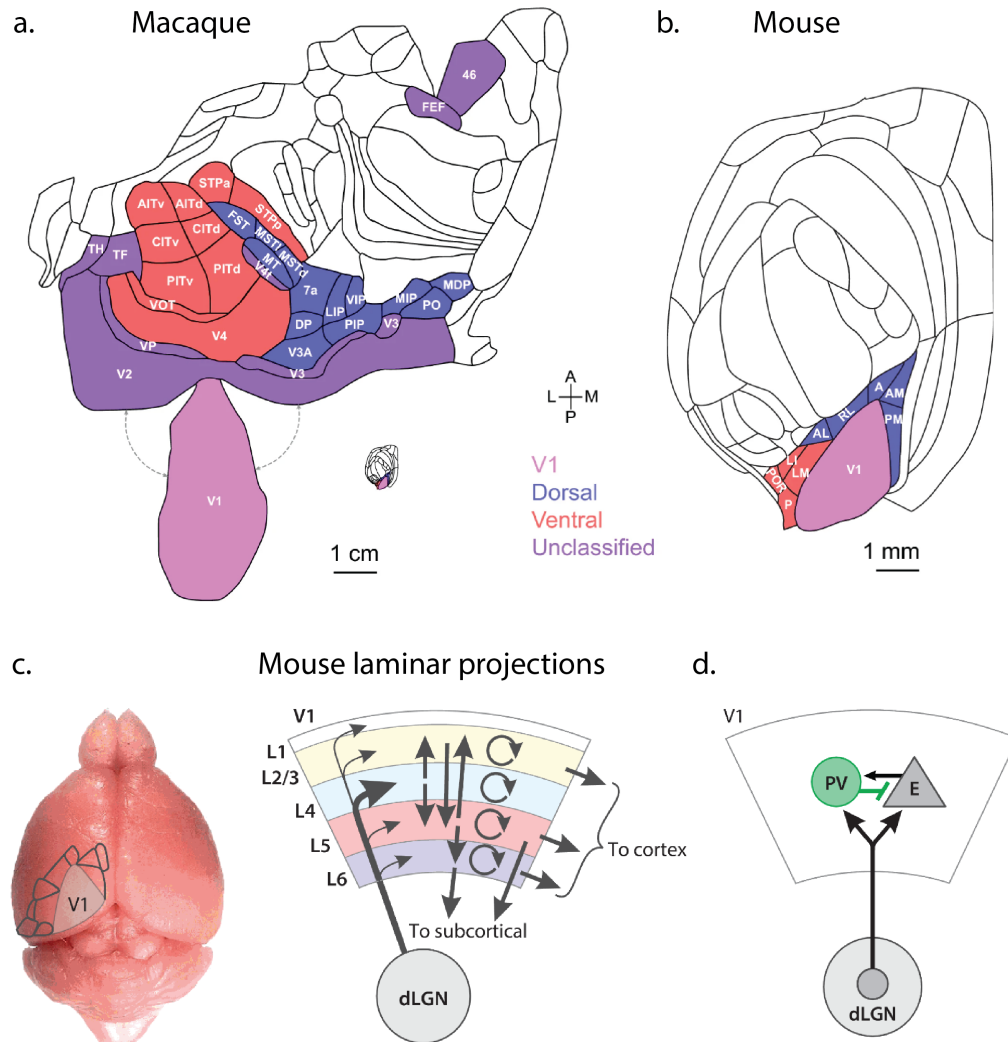 a.
Macaque
46
FEF
STPa
AITv
AITd
STPp
FST
CITd
MSTl
TH
TF
CITv
MSTd
MT
PITd
V4t
PITv
7a
VIP
MDP
VOT
LIP
MIP
PO
V4
DP
PIP
V3
VP
V3A
V2
V3
V1
1 cm
A
L M
P
V1
Dorsal
Ventral
Unclassified
b.
Mouse
A
AM
RL
PM
AL
LI
LM
POR
V1
P
1 mm
c.
Mouse laminar projections
V1
V1
L1
L2/3
L4
L5
L6
To cortex
To subcortical
dLGN
d.
V1
PV
E
dLGN